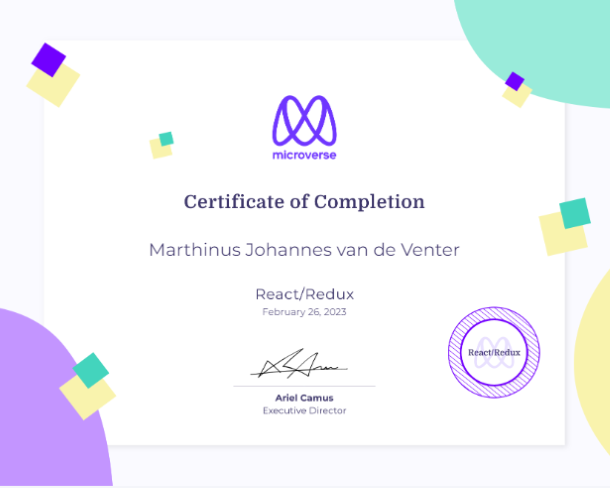 microverse
Certificate of Completion
Marthinus Johannes van de Venter
React/Redux
February 26, 2023
React/Redux
Ariel Camus
Executive Director